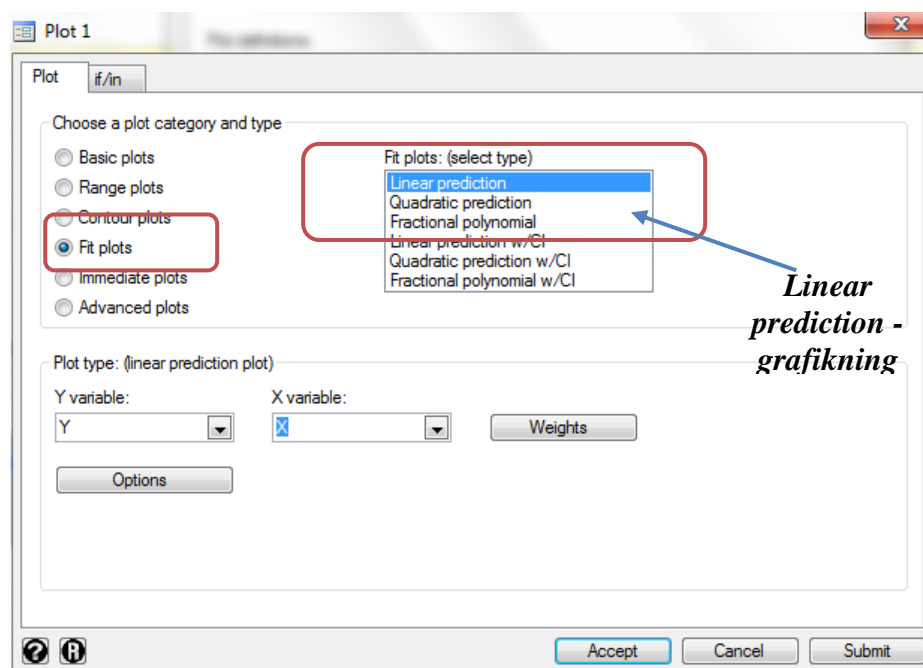 Plot 1
Plot
if/in
Choose a plot category and type
Basic plots
Range plots
Contour plots
Fit plots
Immediate plots
Advanced plots
Fit plots: (select type)
Linear prediction
Quadratic prediction
Fractional polynomial
Linear prediction w/CI
Quadratic prediction w/CI
Fractional polynomial w/CI
Linear
prediction -
grafikning
Plot type: (linear prediction plot)
Y variable:
X variable:
Y
X
Weights
Options
Accept
Cancel
Submit